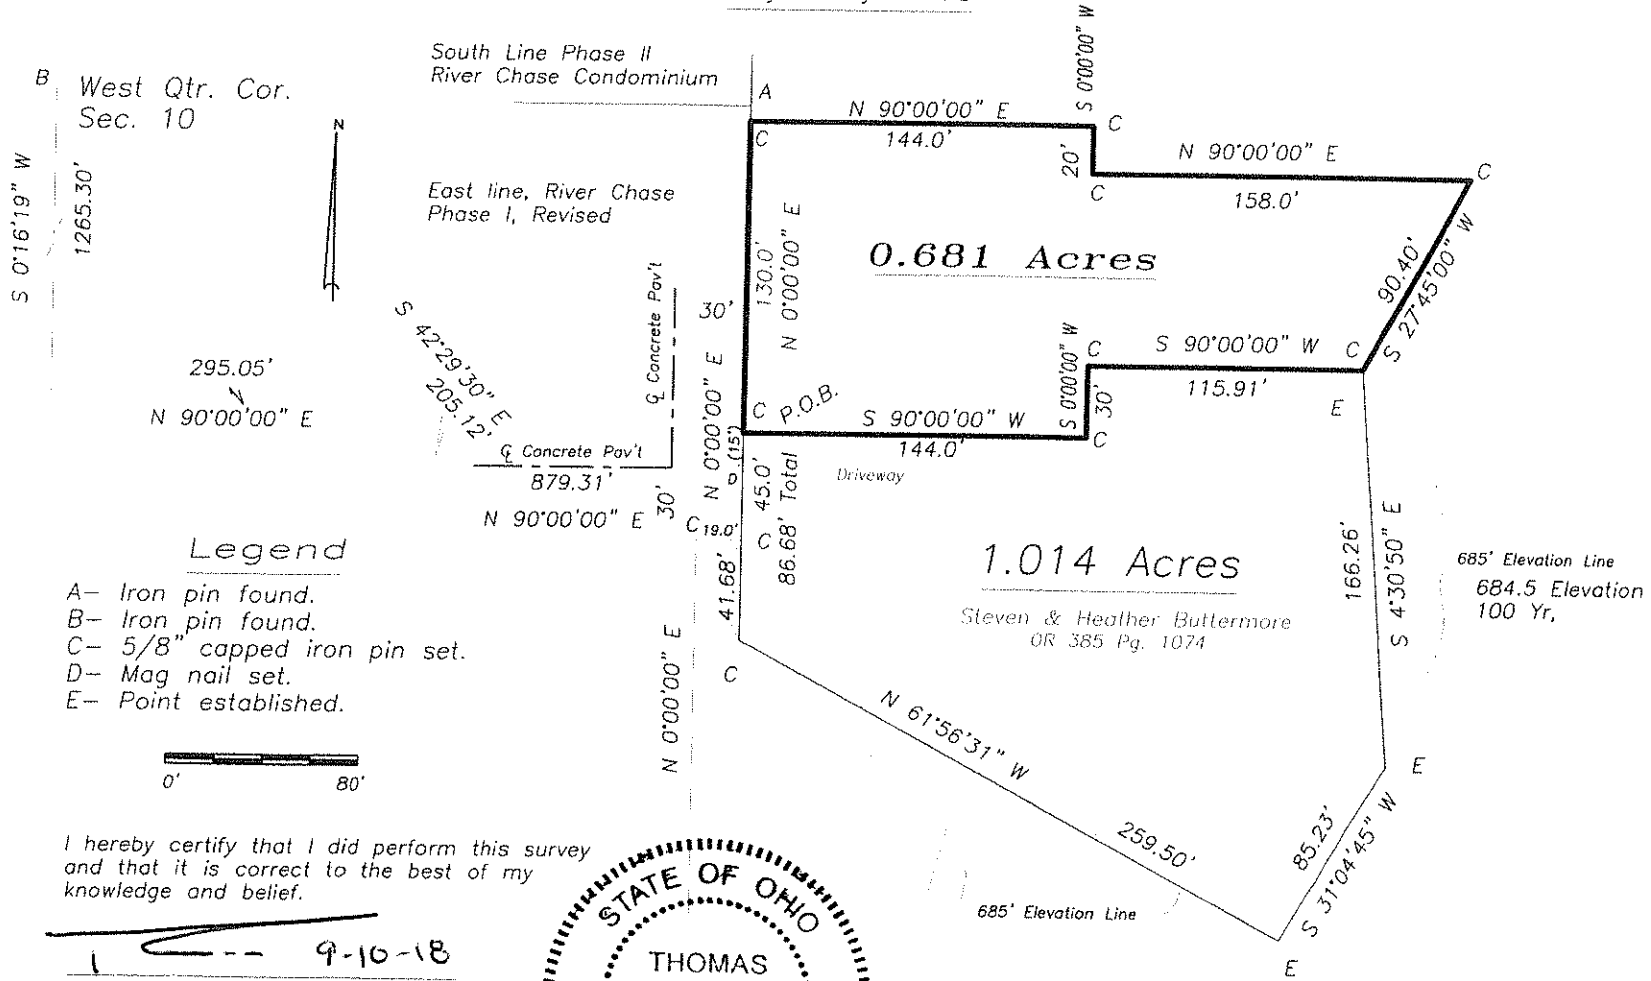 South Line Phase II
River Chase Condominium
B
West Qtr. Cor.
Sec. 10
S 0°16'19" W
1265.30'
N
A
C
N 90°00'00" E
144.0'
S 0°00'00" W
20'
C
C
N 90°00'00" E
158.0'
C
East line, River Chase
Phase I, Revised
130.0'
N 0°00'00" E
0.681 Acres
90.40'
S 27°45'00" W
295.05'
N 90°00'00" E
S 42°29'30" E
205.12'
℄ Concrete Pav't
30'
N 0°00'00" E
C
P.O.B.
S 90°00'00" W
144.0'
S 0°00'00" W
30'
C
C
S 90°00'00" W
115.91'
C
E
℄ Concrete Pav't
879.31'
N 90°00'00" E
30'
D (15')
45.0'
86.68' Total
Driveway
C 19.0'
C
41.68'
N 0°00'00" E
C
1.014 Acres
Steven & Heather Buttermore
OR 385 Pg. 1074
166.26'
S 4°30'50" E
685' Elevation Line
684.5 Elevation
100 Yr,
Legend
A- Iron pin found.
B- Iron pin found.
C- 5/8" capped iron pin set.
D- Mag nail set.
E- Point established.
0' 80'
N 61°56'31" W
259.50'
E
85.23'
S 31°04'45" W
E
685' Elevation Line
I hereby certify that I did perform this survey
and that it is correct to the best of my
knowledge and belief.
9-10-18
STATE OF OHIO
THOMAS